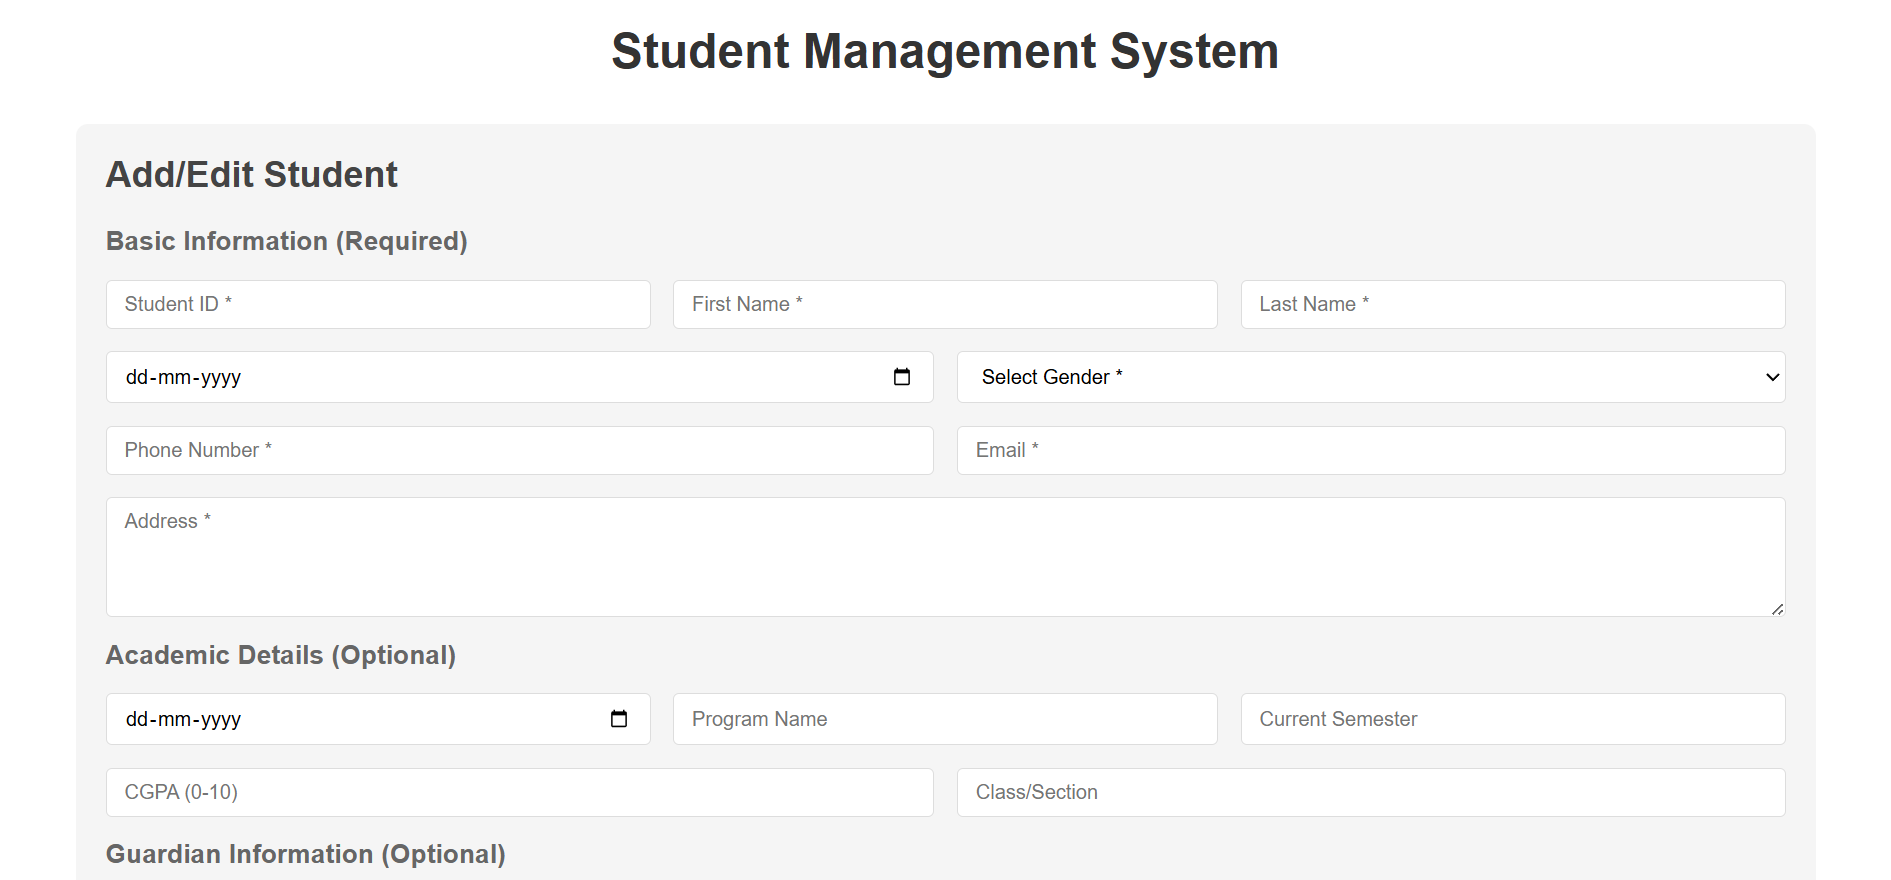 Student Management System
Add/Edit Student
Basic Information (Required)
Student ID *
First Name *
Last Name *
dd-mm-yyyy
Select Gender *
Phone Number *
Email *
Address *
Academic Details (Optional)
dd-mm-yyyy
Program Name
Current Semester
CGPA (0-10)
Class/Section
Guardian Information (Optional)